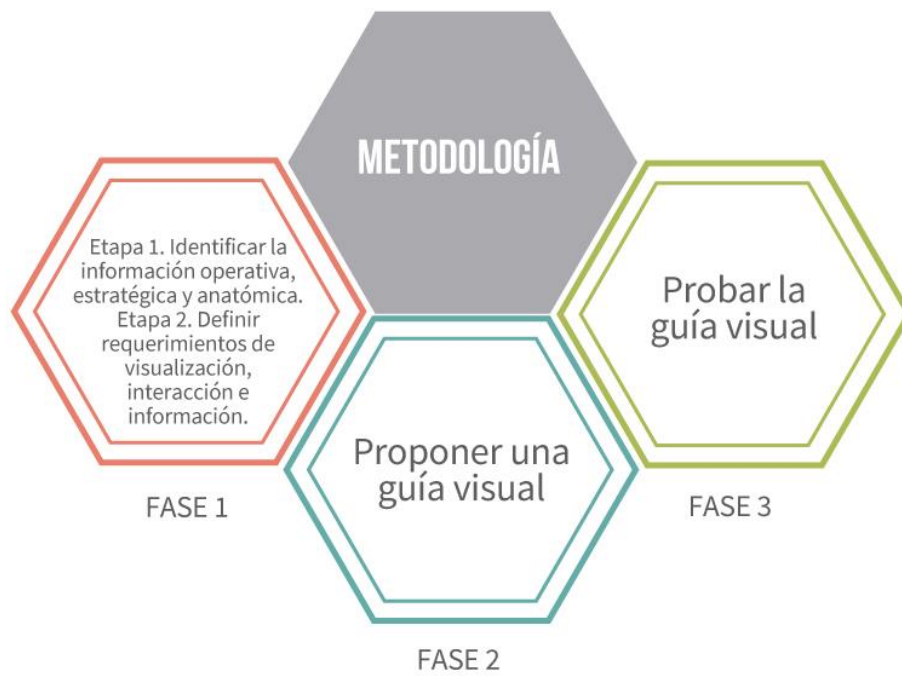 METODOLOGÍA
Etapa 1. Identificar la
información operativa,
estratégica y anatómica.
Etapa 2. Definir
requerimientos de
visualización,
interacción e
información.
FASE 1
Proponer una
guía visual
FASE 2
Probar la
guía visual
FASE 3